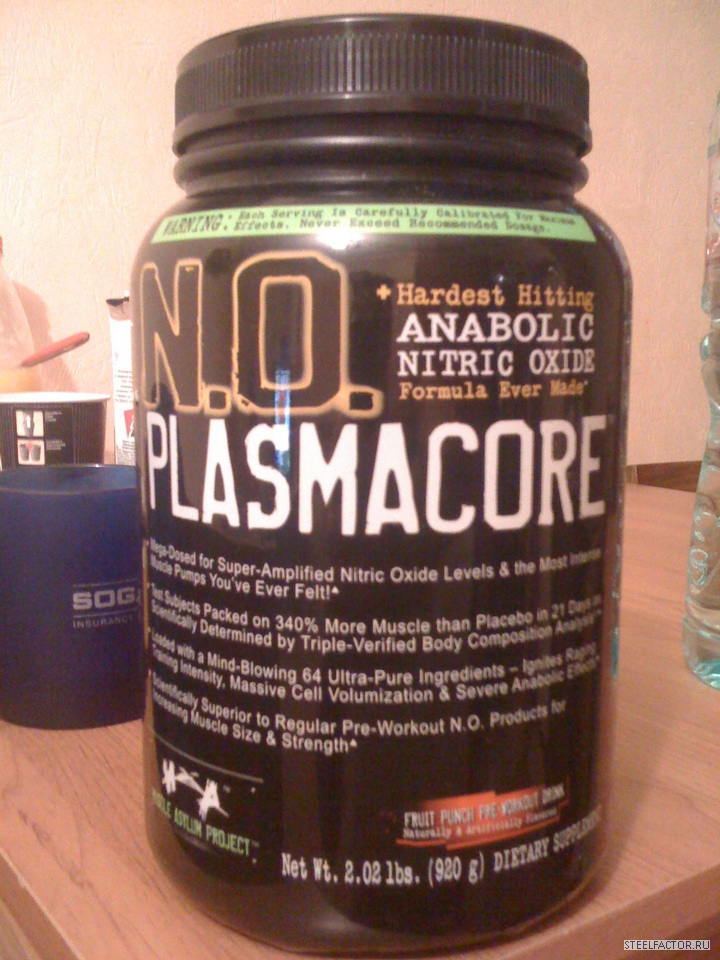 WARNING: Each Serving Is Carefully Calibrated For Maximum
Effects. Never Exceed Recommended Dosage.
N.O.
+Hardest Hitting
ANABOLIC
NITRIC OXIDE
Formula Ever Made
PLASMACORE
Mega-Dosed for Super-Amplified Nitric Oxide Levels & the Most Intense
Muscle Pumps You've Ever Felt!▲
Test Subjects Packed on 340% More Muscle than Placebo in 21 Days as
Scientifically Determined by Triple-Verified Body Composition Analysis
Loaded with a Mind-Blowing 64 Ultra-Pure Ingredients – Ignites Raging
Training Intensity, Massive Cell Volumization & Severe Anabolic Effects
Scientifically Superior to Regular Pre-Workout N.O. Products for
Increasing Muscle Size & Strength▲
MUSCLE ASYLUM PROJECT™
FRUIT PUNCH PRE-WORKOUT DRINK
Naturally & Artificially Flavored
Net Wt. 2.02 lbs. (920 g) DIETARY SUPPLEMENT
SOGA
INSURANCE
STEELFACTOR.RU